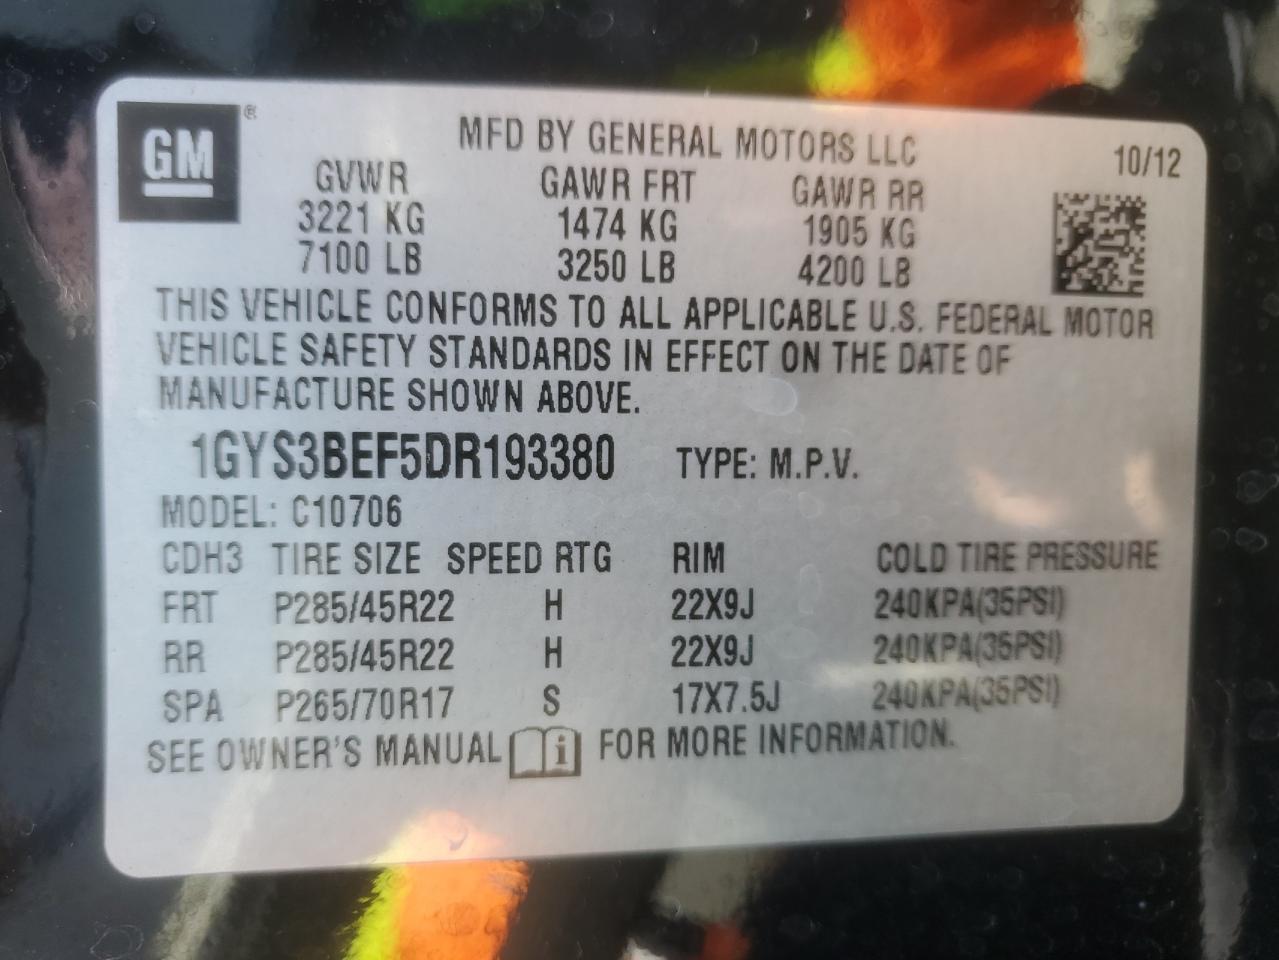 GM ®
MFD BY GENERAL MOTORS LLC
10/12
GVWR GAWR FRT GAWR RR
3221 KG 1474 KG 1905 KG
7100 LB 3250 LB 4200 LB
THIS VEHICLE CONFORMS TO ALL APPLICABLE U.S. FEDERAL MOTOR
VEHICLE SAFETY STANDARDS IN EFFECT ON THE DATE OF
MANUFACTURE SHOWN ABOVE.
1GYS3BEF5DR193380 TYPE: M.P.V.
MODEL: C10706
CDH3 TIRE SIZE SPEED RTG RIM COLD TIRE PRESSURE
FRT P285/45R22 H 22X9J 240KPA(35PSI)
RR P285/45R22 H 22X9J 240KPA(35PSI)
SPA P265/70R17 S 17X7.5J 240KPA(35PSI)
SEE OWNER'S MANUAL i FOR MORE INFORMATION.